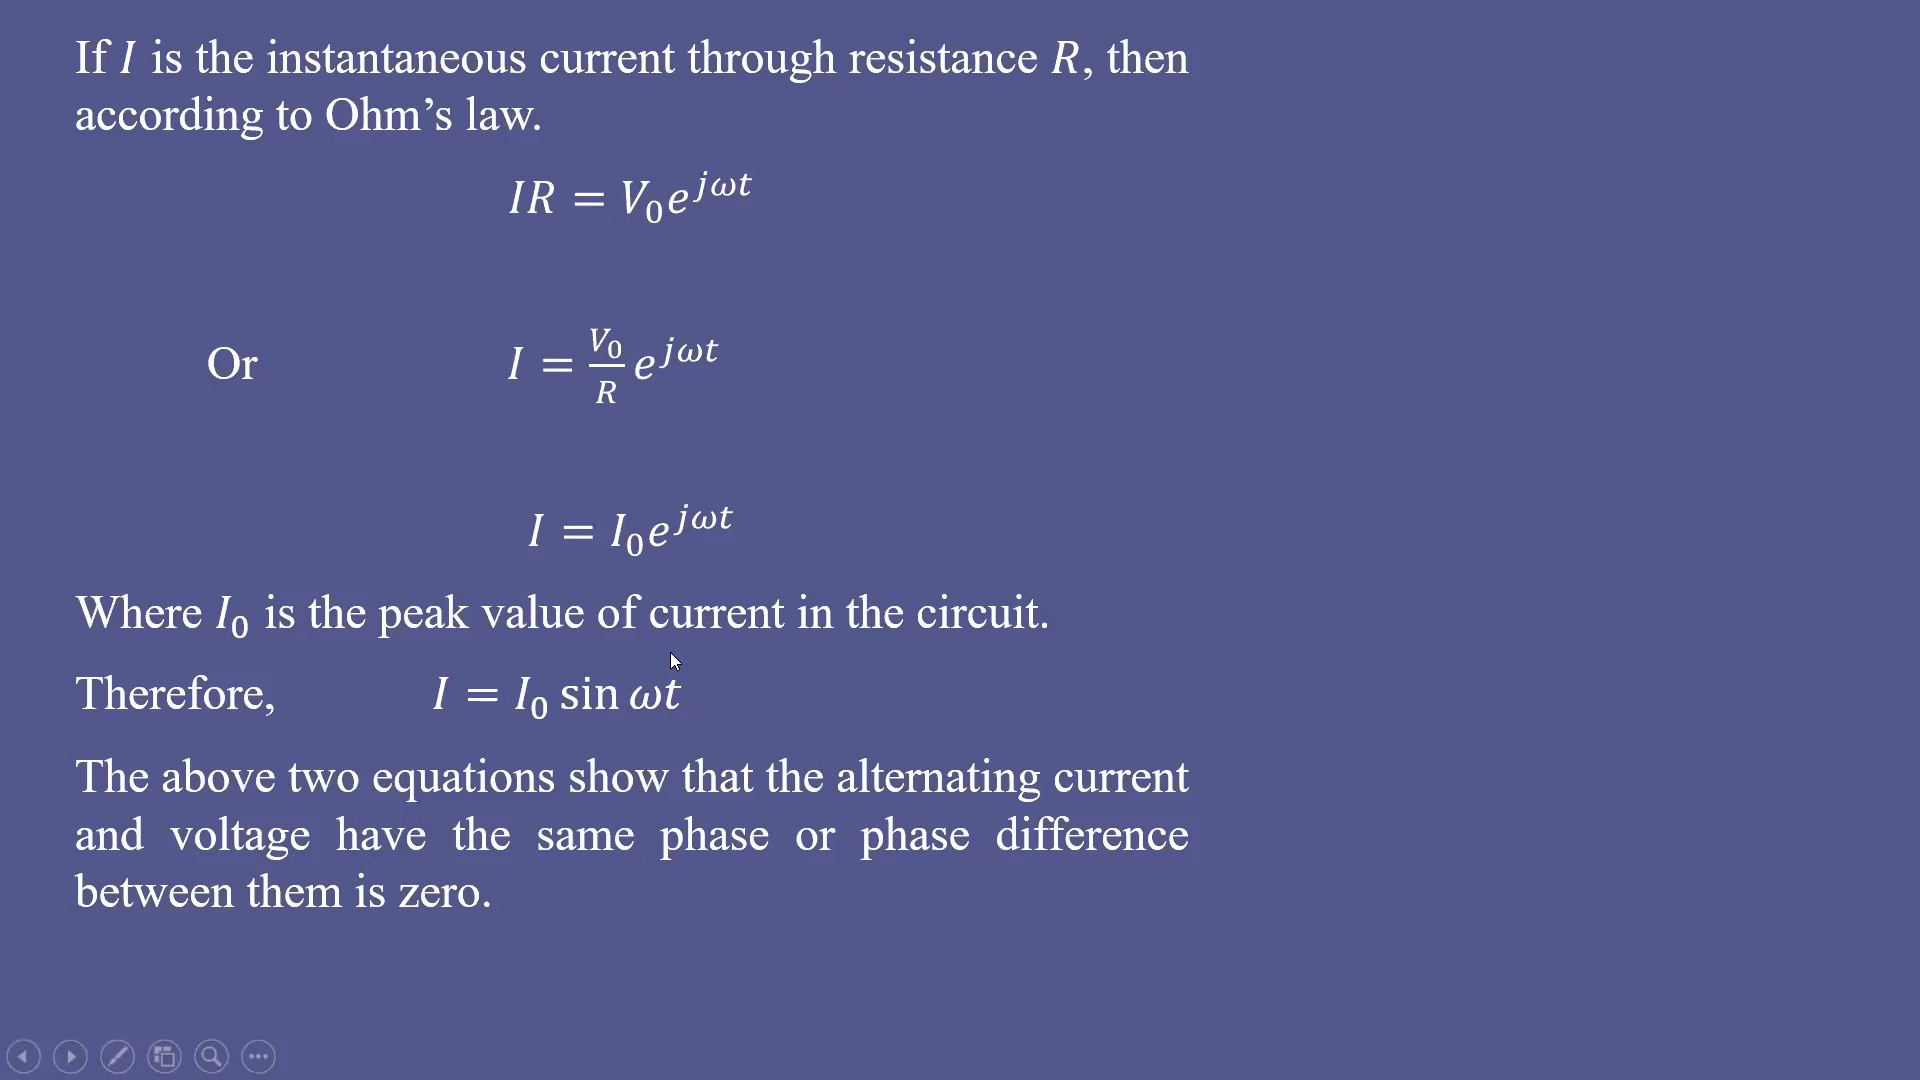 If I is the instantaneous current through resistance R, then
according to Ohm’s law.
IR = V₀e^{jωt}
Or I = V₀/R e^{jωt}
I = I₀e^{jωt}
Where I₀ is the peak value of current in the circuit.
Therefore, I = I₀ sin ωt
The above two equations show that the alternating current
and voltage have the same phase or phase difference
between them is zero.